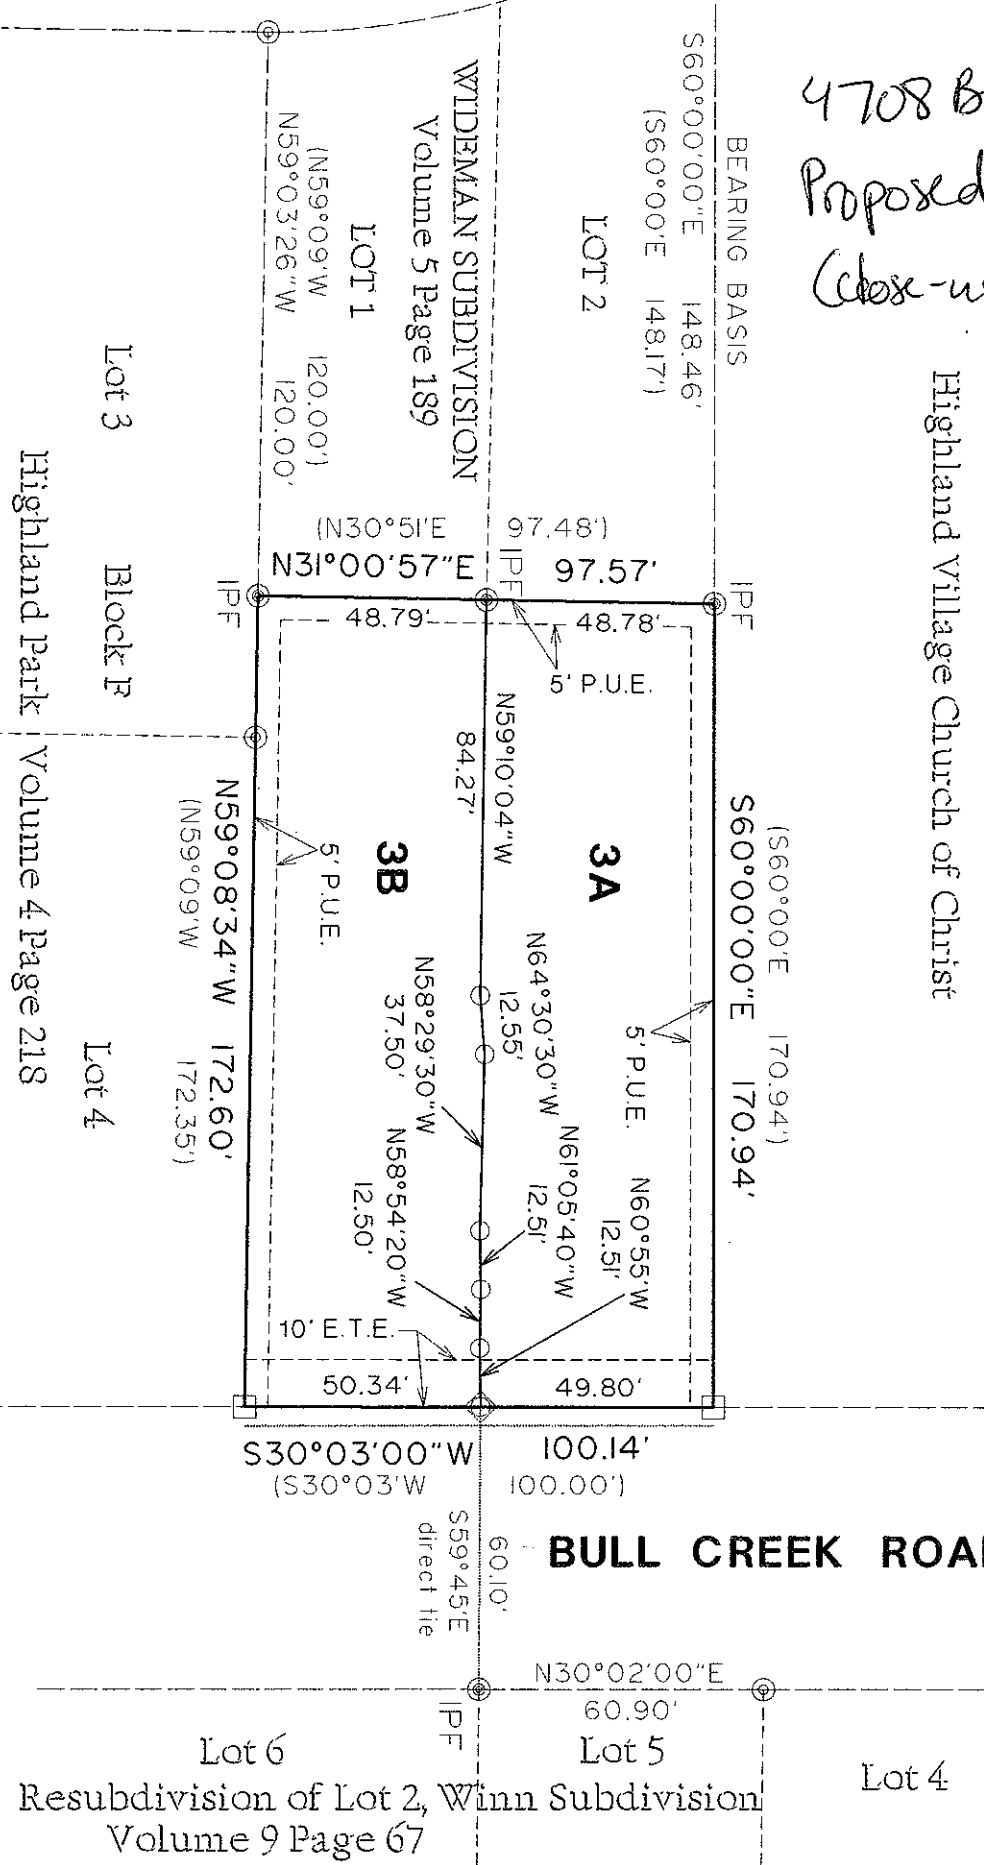 4708 B
Proposed
BEARING BASIS
S60°00'00"E 148.46'
(S60°00'E 148.17')
LOT 2
WIDEMAN SUBDIVISION
Volume 5 Page 189
LOT 1
(N59°09'W 120.00')
N59°03'26"W 120.00'
Lot 3 Block F
Highland Park Volume 4 Page 218
Lot 4
Highland Village Church of Christ
(N30°51'E 97.48')
N31°00'57"E 97.57'
IPF
IPF
IPF
48.79'
48.78'
5' P.U.E.
N59°10'04"W
84.27'
(S60°00'E 170.94')
S60°00'00"E 170.94'
3A
3B
5' P.U.E.
5' P.U.E.
N59°08'34"W 172.60'
(N59°09'W 172.35')
N64°30'30"W
12.55'
N58°29'30"W
37.50'
N61°05'40"W
12.51'
N58°54'20"W
12.50'
N60°55'W
12.51'
10' E.T.E.
50.34'
49.80'
S30°03'00"W 100.14'
(S30°03'W 100.00')
60.10'
S59°45'E
direct tie
BULL CREEK ROA
N30°02'00"E
60.90'
IPF
Lot 6
Lot 5
Lot 4
Resubdivision of Lot 2, Winn Subdivision
Volume 9 Page 67